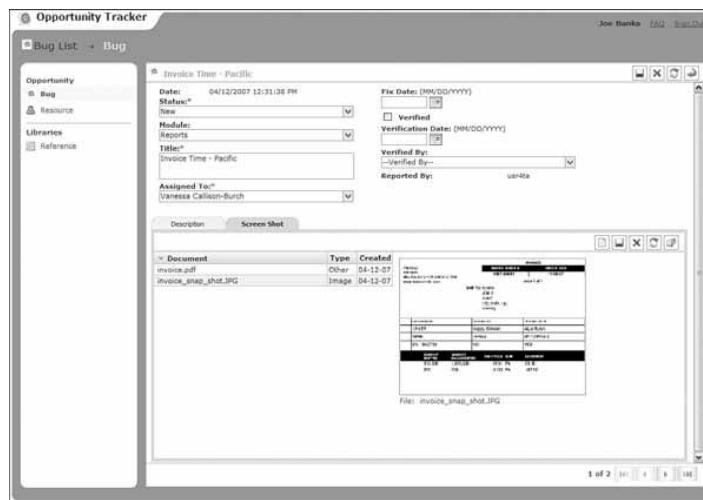 Opportunity Tracker
Joe Banks FAQ Sign Out
Bug List → Bug
Opportunity
Bug
Resource
Libraries
Reference
Invoice Time - Pacific
Date: 04/12/2007 12:31:38 PM
Status:*
New
Module:
Reports
Title:*
Invoice Time - Pacific
Assigned To:*
Vanessa Callison-Burch
Fix Date: (MM/DD/YYYY)
Verified
Verification Date: (MM/DD/YYYY)
Verified By:
--Verified By--
Reported By: usr4ta
Description Screen Shot
Document Type Created
invoice.pdf Other 04-12-07
invoice_snap_shot.JPG Image 04-12-07
File: invoice_snap_shot.JPG
1 of 2